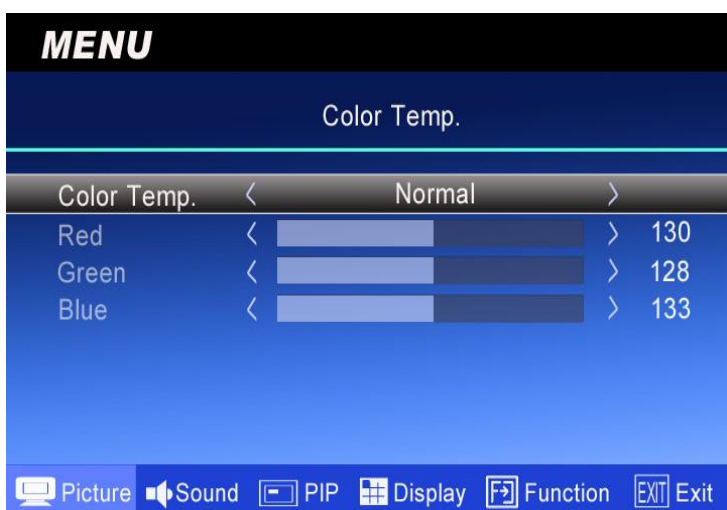 MENU
Color Temp.
Color Temp. < Normal >
Red < > 130
Green < > 128
Blue < > 133
Picture Sound PIP Display F Function EXIT Exit